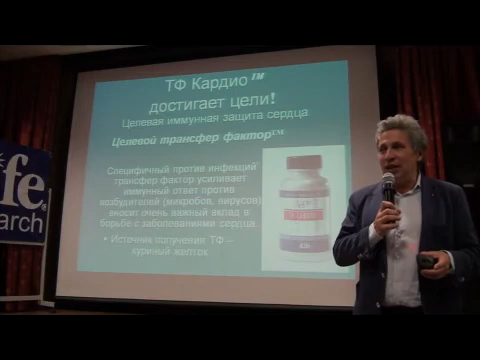 ТФ Кардио™
достигает цели!
Целевая иммунная защита сердца
Целевой трансфер фактор™
Специфичный против инфекций
трансфер фактор усиливает
иммунный ответ против
возбудителей (микробов, вирусов)
вносит очень важный вклад в
борьбе с заболеваниями сердца.
• Источник получения ТФ –
куриный желток
fe
arch